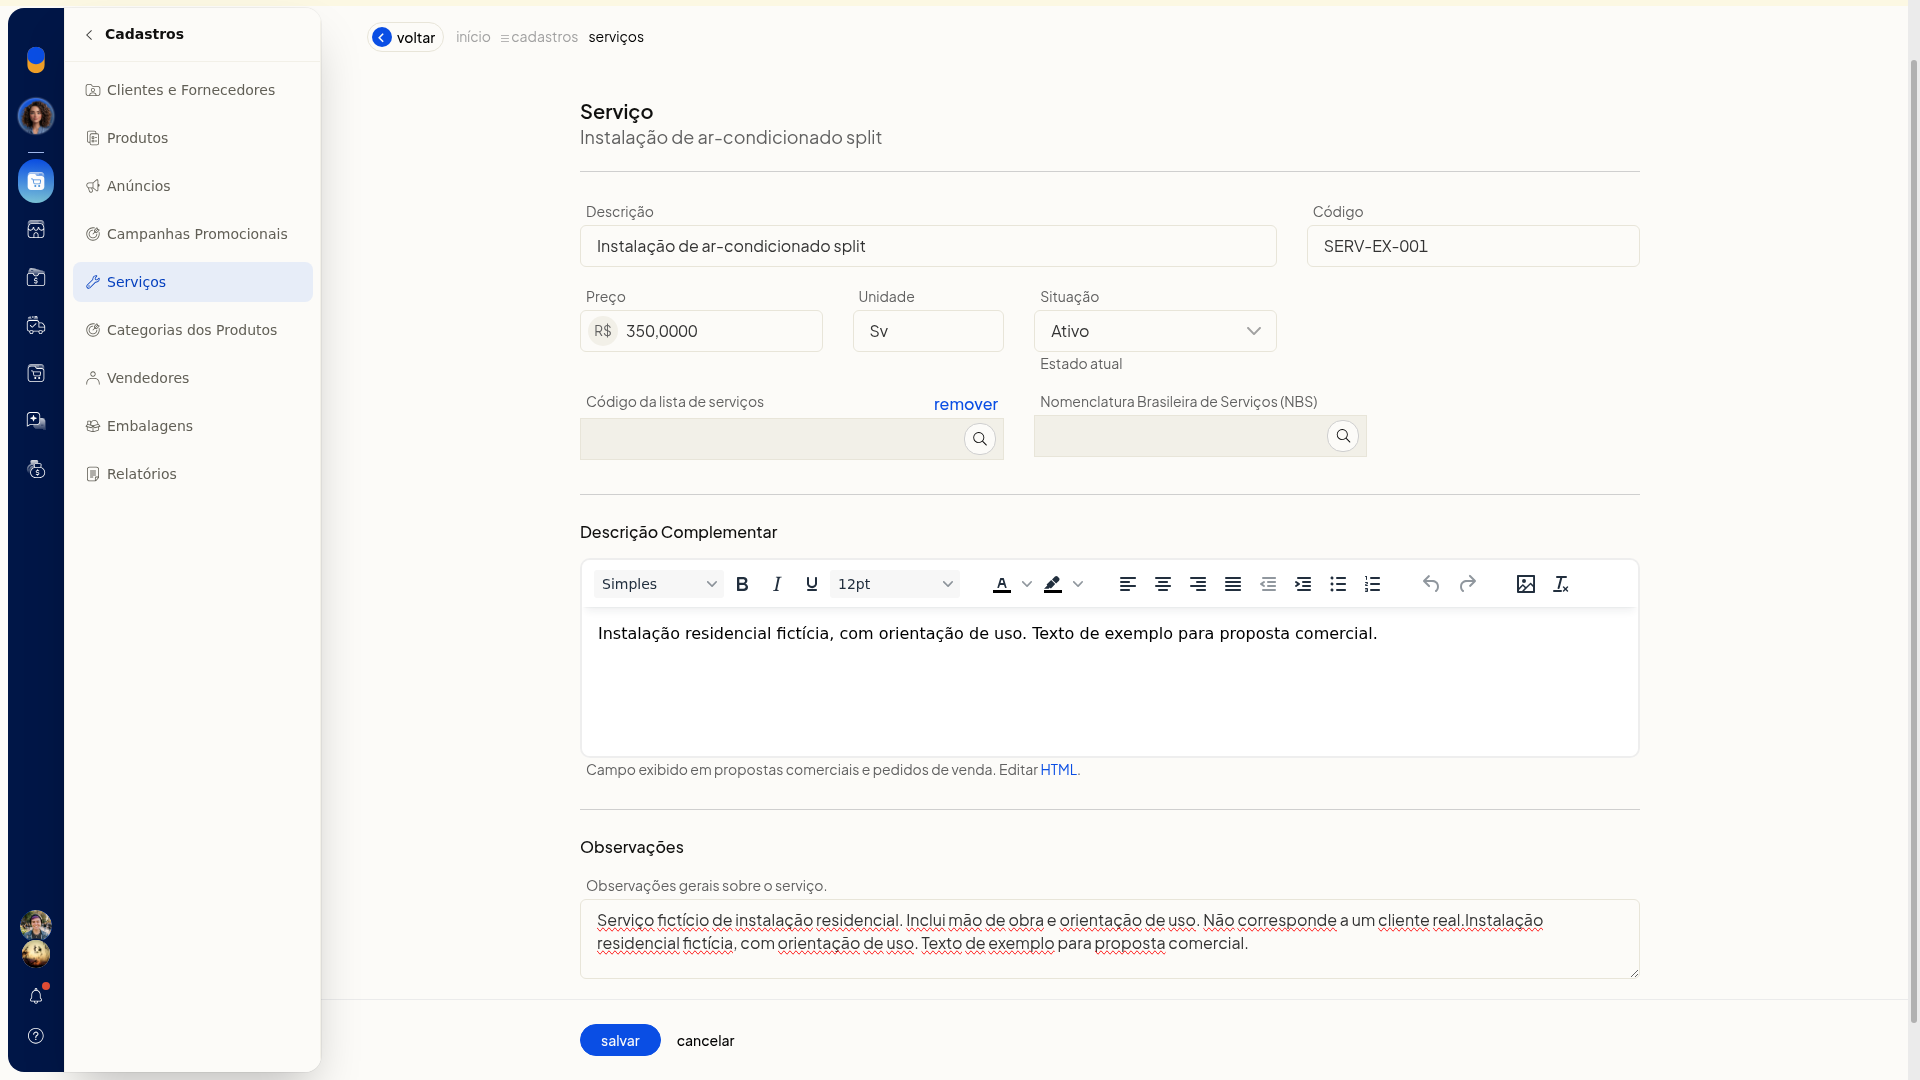 Cadastros
Clientes e Fornecedores
Produtos
Anúncios
Campanhas Promocionais
Serviços
Categorias dos Produtos
Vendedores
Embalagens
Relatórios
voltar início cadastros serviços
Serviço
Instalação de ar-condicionado split
Descrição
Instalação de ar-condicionado split
Código
SERV-EX-001
Preço
R$ 350,0000
Unidade
Sv
Situação
Ativo
Estado atual
Código da lista de serviços
remover
Nomenclatura Brasileira de Serviços (NBS)
Descrição Complementar
Simples
12pt
Instalação residencial fictícia, com orientação de uso. Texto de exemplo para proposta comercial.
Campo exibido em propostas comerciais e pedidos de venda. Editar HTML.
Observações
Observações gerais sobre o serviço.
Serviço fictício de instalação residencial. Inclui mão de obra e orientação de uso. Não corresponde a um cliente real.Instalação
residencial fictícia, com orientação de uso. Texto de exemplo para proposta comercial.
salvar
cancelar